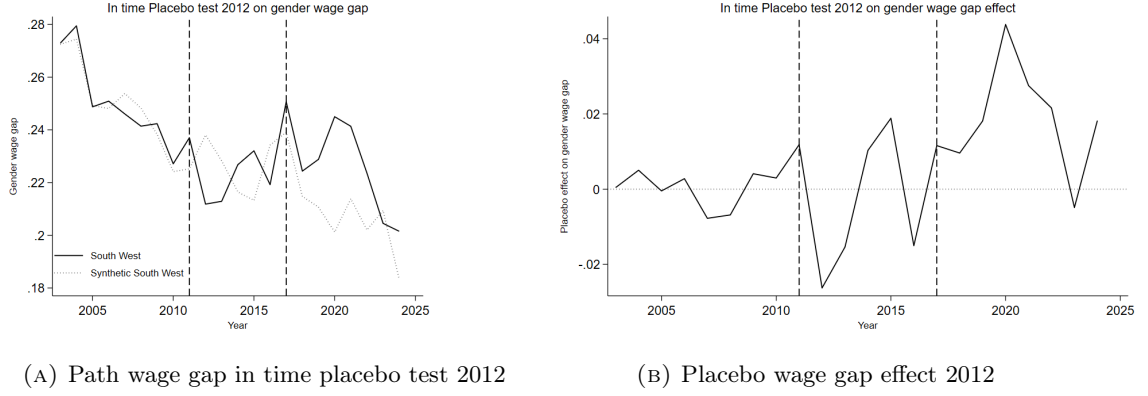 In time Placebo test 2012 on gender wage gap
.28
.26
.24
.22
.2
.18
Gender wage gap
South West
Synthetic South West
2005
2010
2015
2020
2025
Year
(A) Path wage gap in time placebo test 2012
In time Placebo test 2012 on gender wage gap effect
.04
.02
0
-.02
Placebo effect on gender wage gap
2005
2010
2015
2020
2025
Year
(B) Placebo wage gap effect 2012